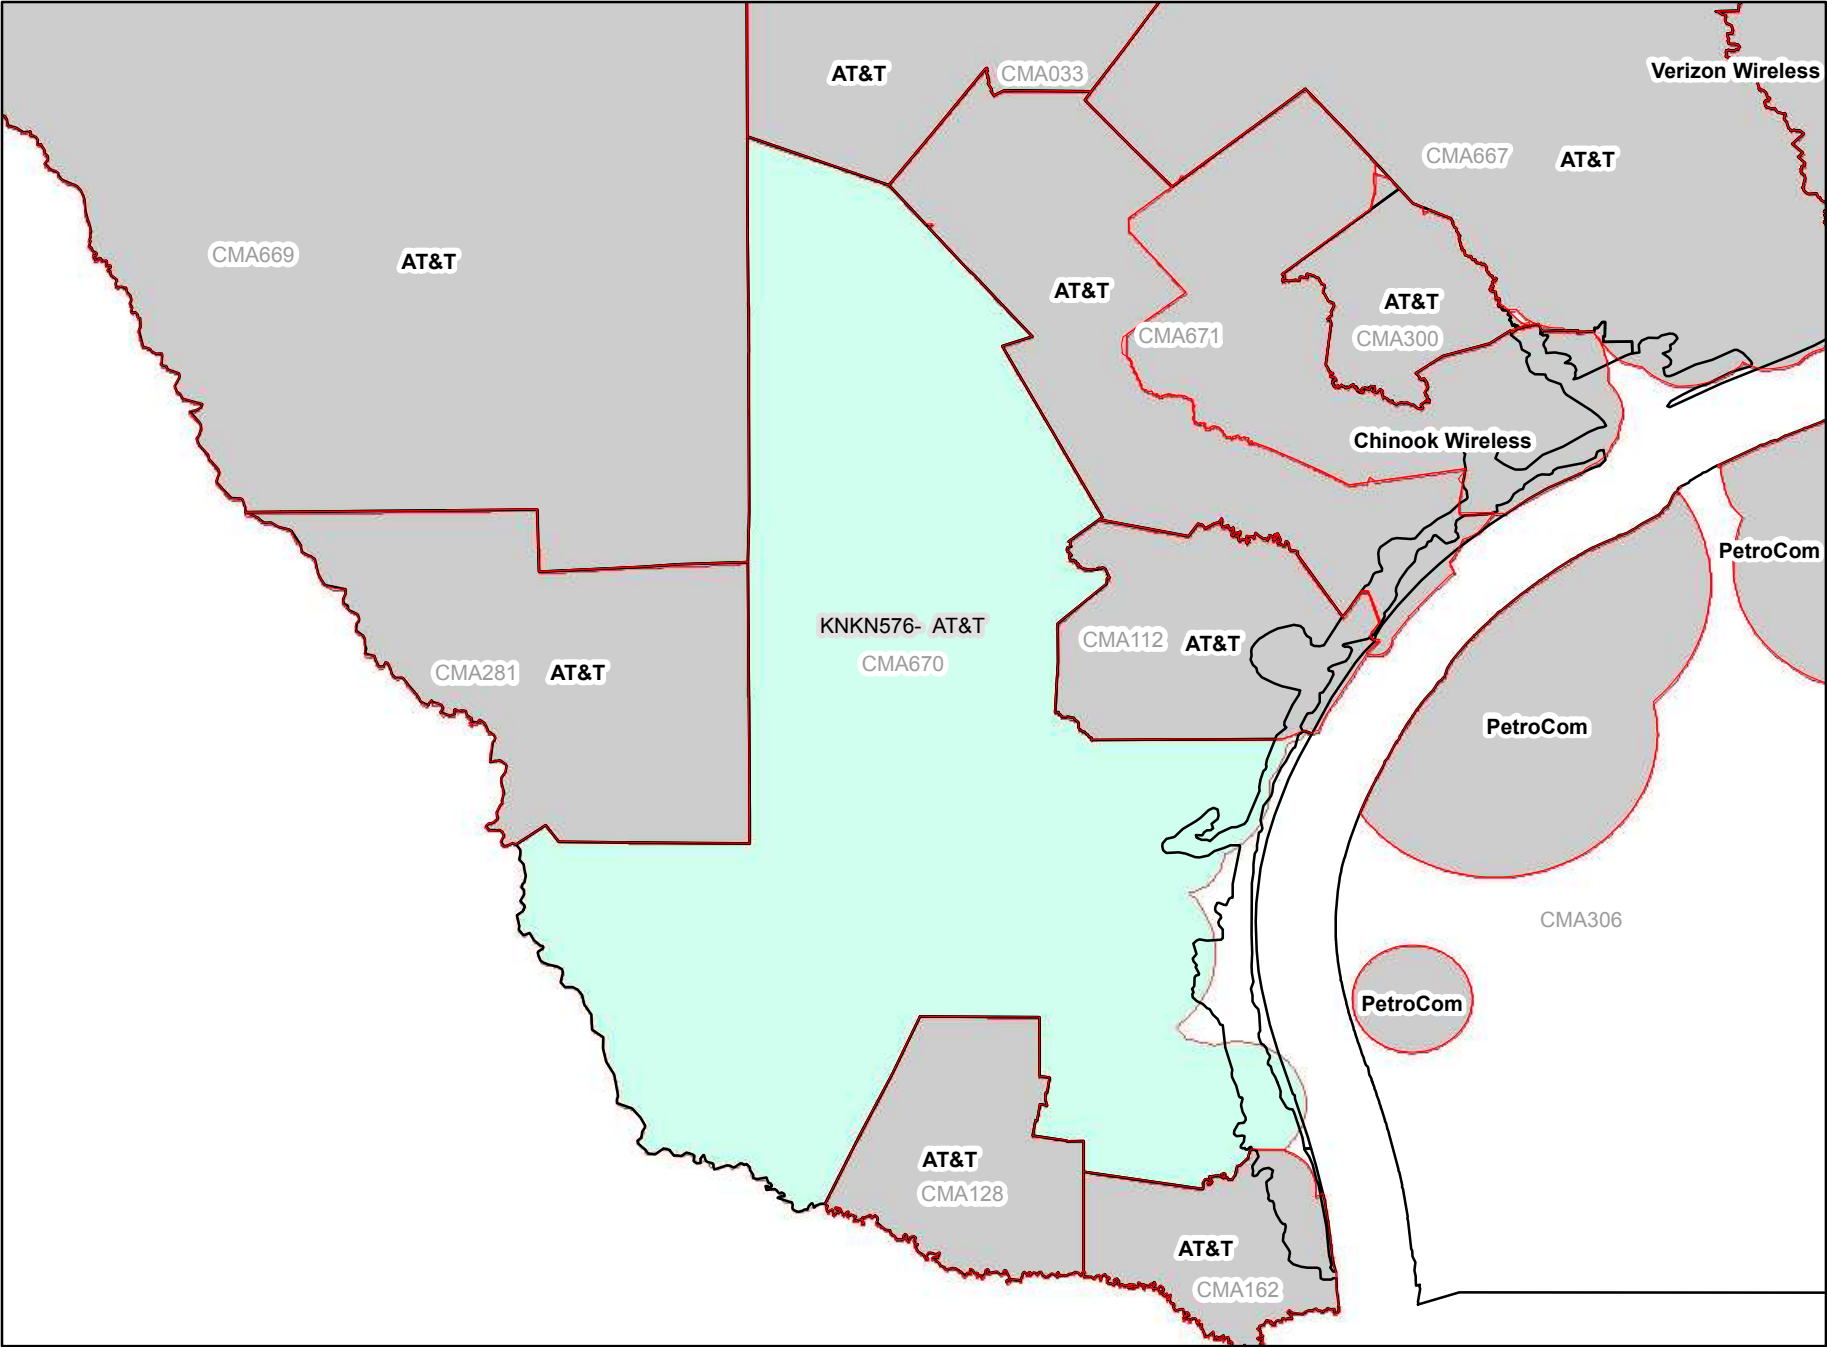 AT&T
CMA033
Verizon Wireless
CMA667
AT&T
CMA669
AT&T
AT&T
AT&T
CMA671
CMA300
Chinook Wireless
PetroCom
KNKN576- AT&T
CMA670
CMA112
AT&T
CMA281
AT&T
PetroCom
CMA306
PetroCom
AT&T
CMA128
AT&T
CMA162